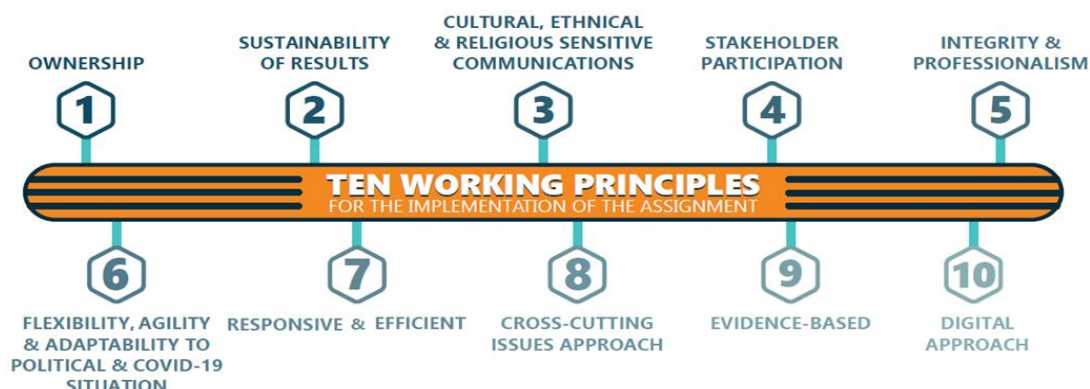 OWNERSHIP
1
SUSTAINABILITY
OF RESULTS
2
CULTURAL, ETHNICAL
& RELIGIOUS SENSITIVE
COMMUNICATIONS
3
STAKEHOLDER
PARTICIPATION
4
INTEGRITY &
PROFESSIONALISM
5
TEN WORKING PRINCIPLES
FOR THE IMPLEMENTATION OF THE ASSIGNMENT
6
FLEXIBILITY, AGILITY
& ADAPTABILITY TO
POLITICAL & COVID-19
SITUATION
7
RESPONSIVE & EFFICIENT
8
CROSS-CUTTING
ISSUES APPROACH
9
EVIDENCE-BASED
10
DIGITAL
APPROACH